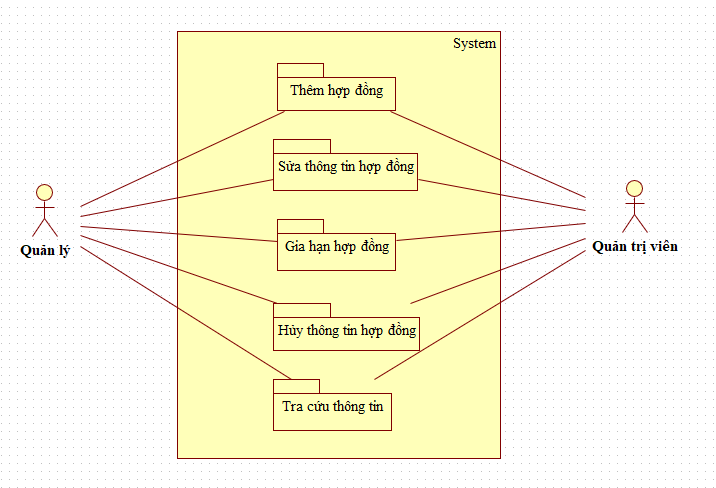 System
Thêm hợp đồng
Sửa thông tin hợp đồng
Gia hạn hợp đồng
Hủy thông tin hợp đồng
Tra cứu thông tin
Quản lý
Quản trị viên